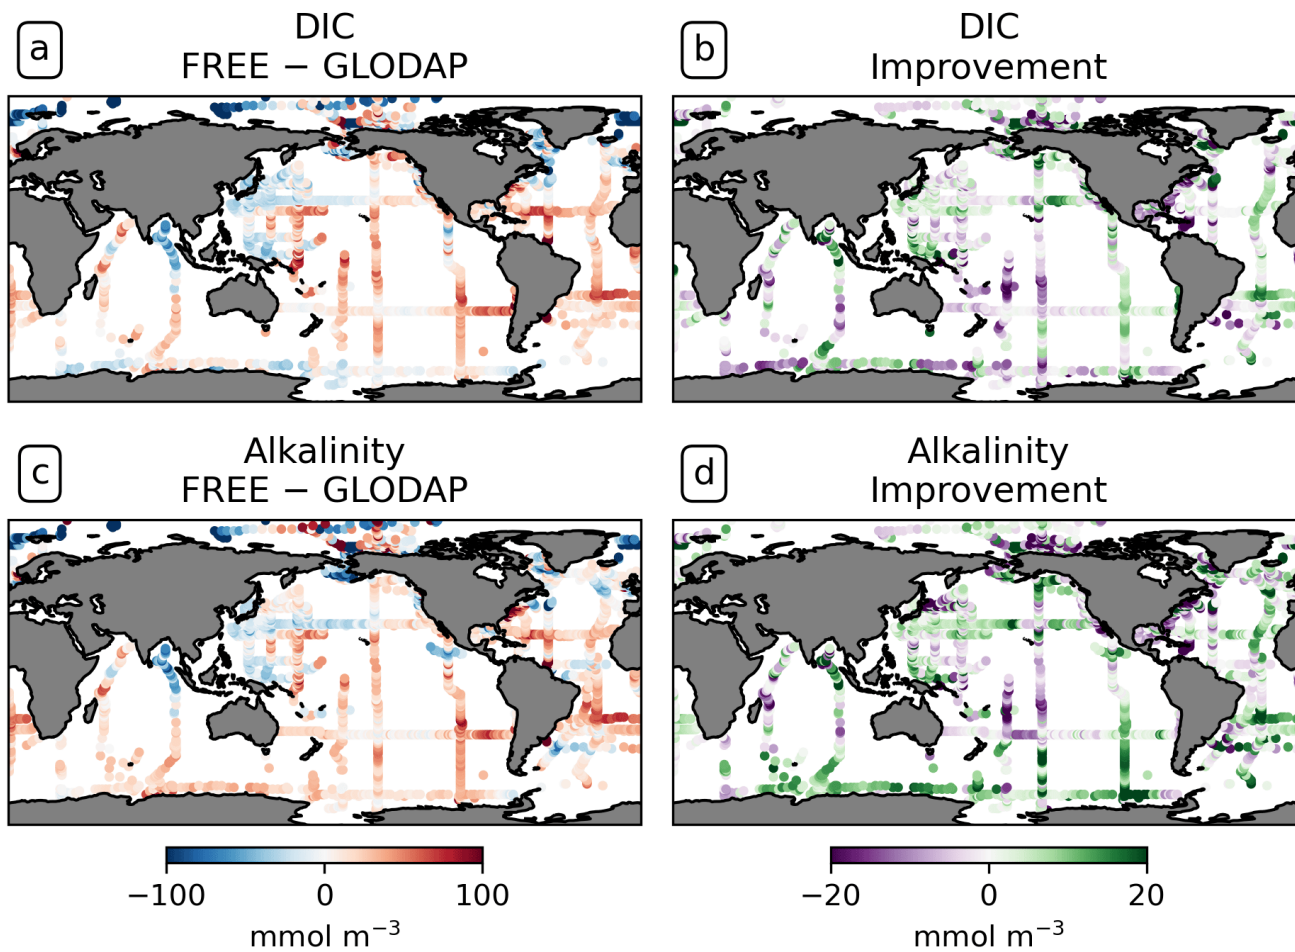 a
DIC
FREE − GLODAP
b
DIC
Improvement
c
Alkalinity
FREE − GLODAP
d
Alkalinity
Improvement
−100 0 100
mmol m⁻³
−20 0 20
mmol m⁻³